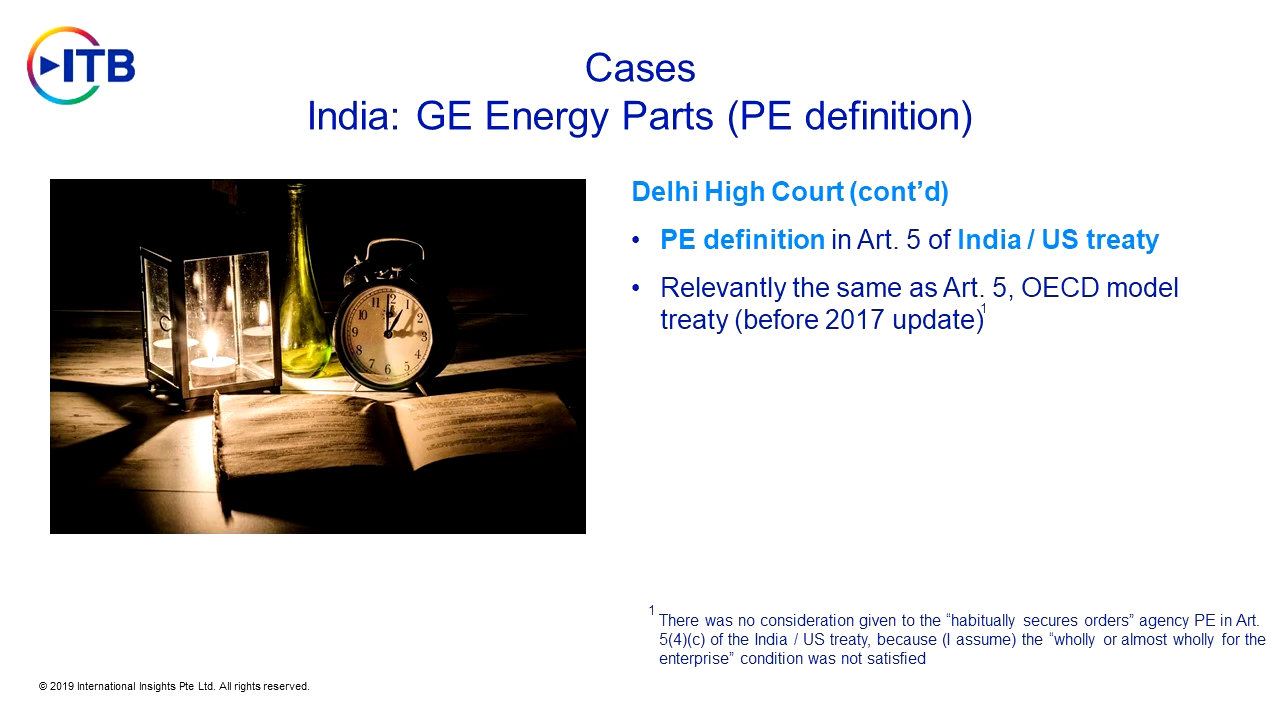 ITB
Cases
India: GE Energy Parts (PE definition)
Delhi High Court (cont’d)
• PE definition in Art. 5 of India / US treaty
• Relevantly the same as Art. 5, OECD model
treaty (before 2017 update)1
1 There was no consideration given to the “habitually secures orders” agency PE in Art.
5(4)(c) of the India / US treaty, because (I assume) the “wholly or almost wholly for the
enterprise” condition was not satisfied
© 2019 International Insights Pte Ltd. All rights reserved.